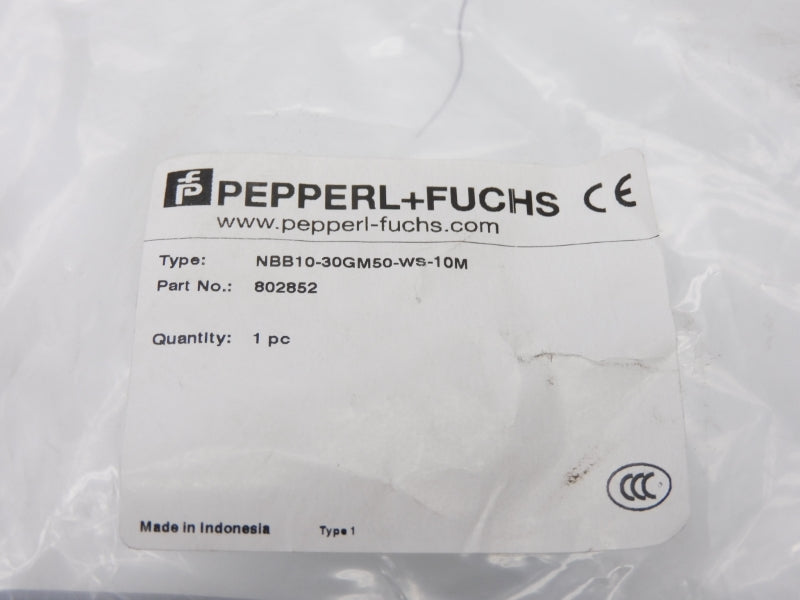 PEPPERL+FUCHS CE
www.pepperl-fuchs.com
Type: NBB10-30GM50-WS-10M
Part No.: 802852
Quantity: 1 pc
CCC
Made in Indonesia Type 1